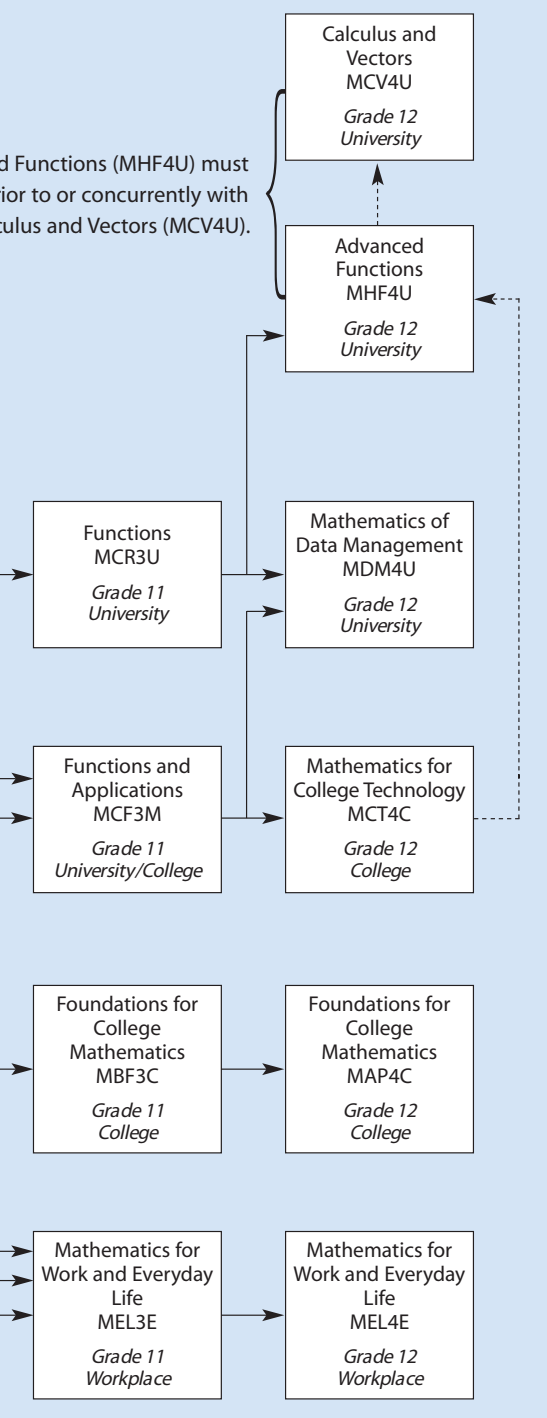 Calculus and
Vectors
MCV4U
Grade 12
University
Functions (MHF4U) must
to or concurrently with
and Vectors (MCV4U).
Advanced
Functions
MHF4U
Grade 12
University
Functions
MCR3U
Grade 11
University
Mathematics of
Data Management
MDM4U
Grade 12
University
Functions and
Applications
MCF3M
Grade 11
University/College
Mathematics for
College Technology
MCT4C
Grade 12
College
Foundations for
College
Mathematics
MBF3C
Grade 11
College
Foundations for
College
Mathematics
MAP4C
Grade 12
College
Mathematics for
Work and Everyday
Life
MEL3E
Grade 11
Workplace
Mathematics for
Work and Everyday
Life
MEL4E
Grade 12
Workplace